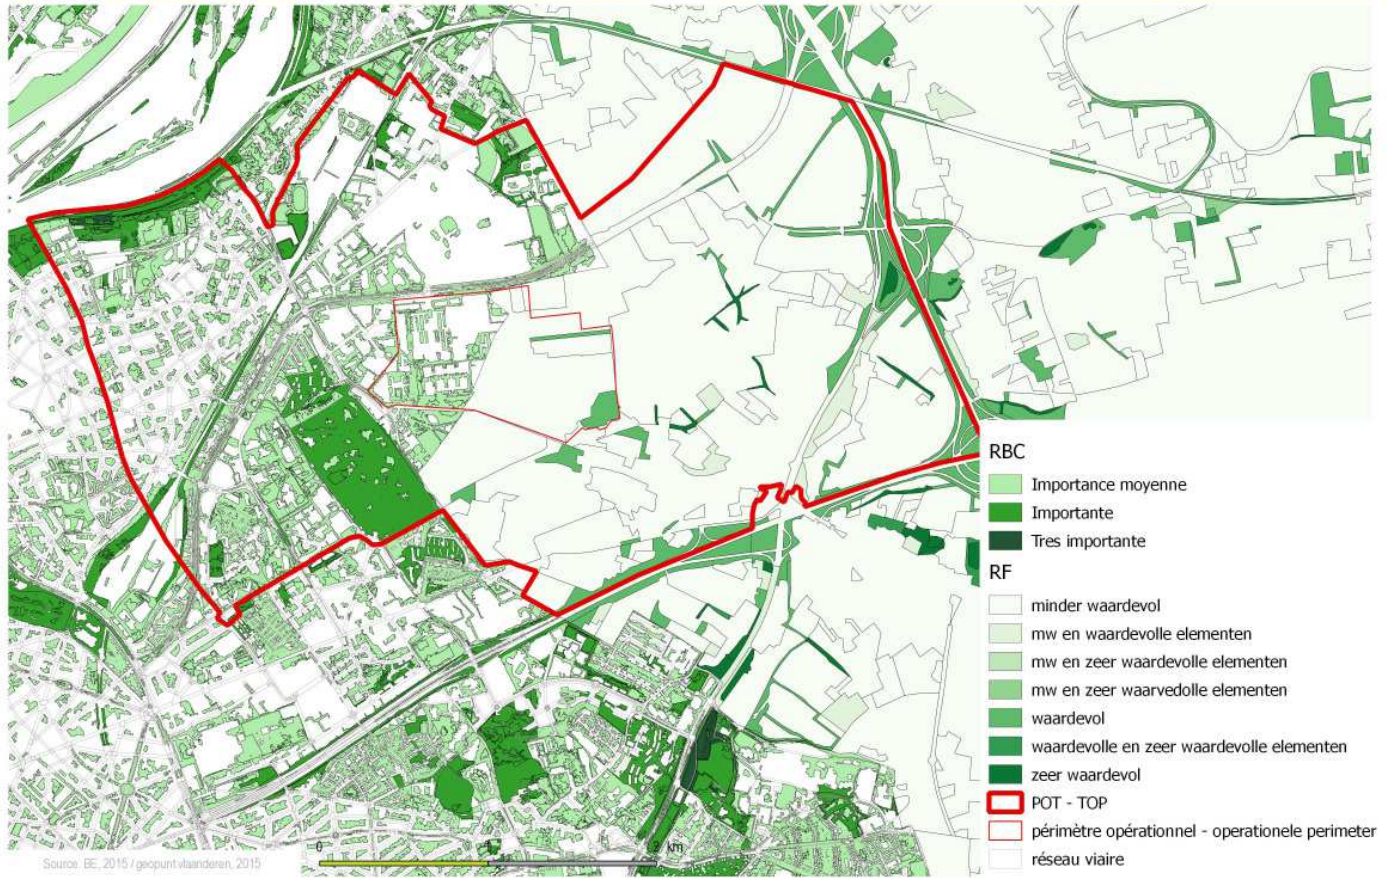 RBC
Importance moyenne
Importante
Tres importante
RF
minder waardevol
mw en waardevolle elementen
mw en zeer waardevolle elementen
mw en zeer waarvedolle elementen
waardevol
waardevolle en zeer waardevolle elementen
zeer waardevol
POT - TOP
périmètre opérationnel - operationele perimeter
réseau viaire
0 1 2 km
Source: BE, 2015 / geopunt vlaanderen, 2015